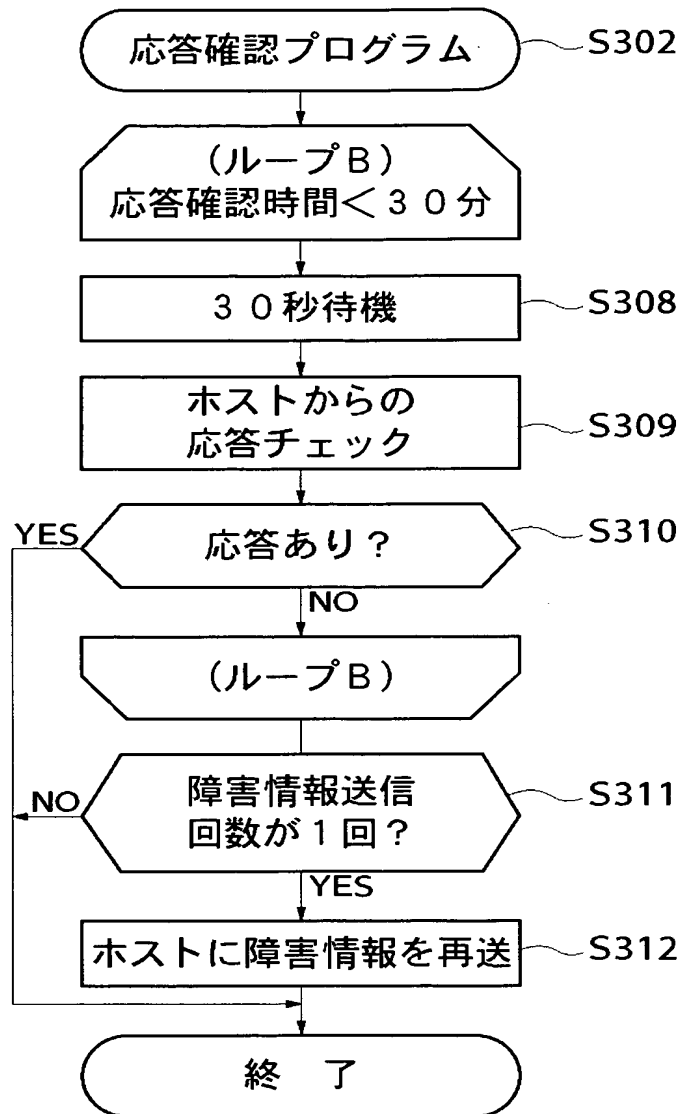 応答確認プログラム
S302
(ループB)
応答確認時間<30分
30秒待機
S308
ホストからの
応答チェック
S309
YES
応答あり?
S310
NO
(ループB)
NO
障害情報送信
回数が1回?
S311
YES
ホストに障害情報を再送
S312
終 了